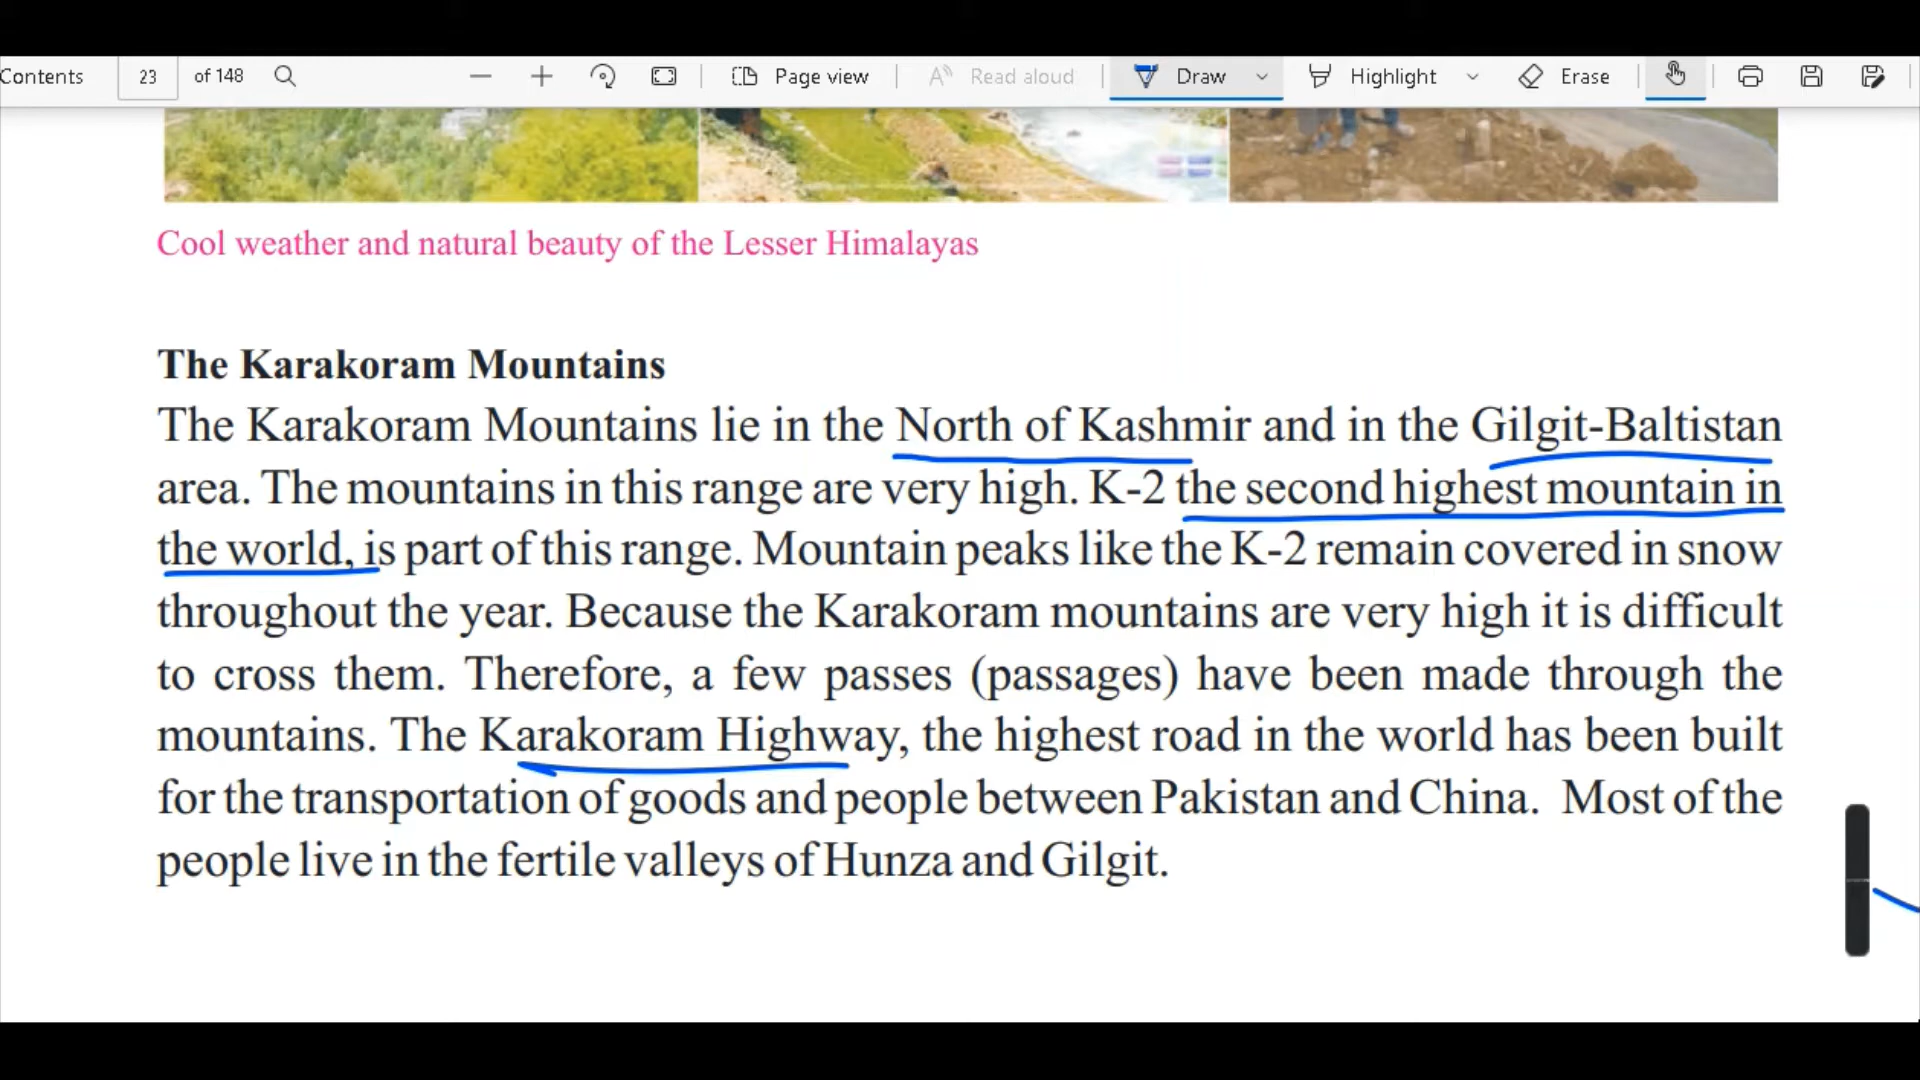 Contents 23 of 148 Page view Read aloud Draw Highlight Erase
Cool weather and natural beauty of the Lesser Himalayas
The Karakoram Mountains
The Karakoram Mountains lie in the North of Kashmir and in the Gilgit-Baltistan
area. The mountains in this range are very high. K-2 the second highest mountain in
the world, is part of this range. Mountain peaks like the K-2 remain covered in snow
throughout the year. Because the Karakoram mountains are very high it is difficult
to cross them. Therefore, a few passes (passages) have been made through the
mountains. The Karakoram Highway, the highest road in the world has been built
for the transportation of goods and people between Pakistan and China. Most of the
people live in the fertile valleys of Hunza and Gilgit.